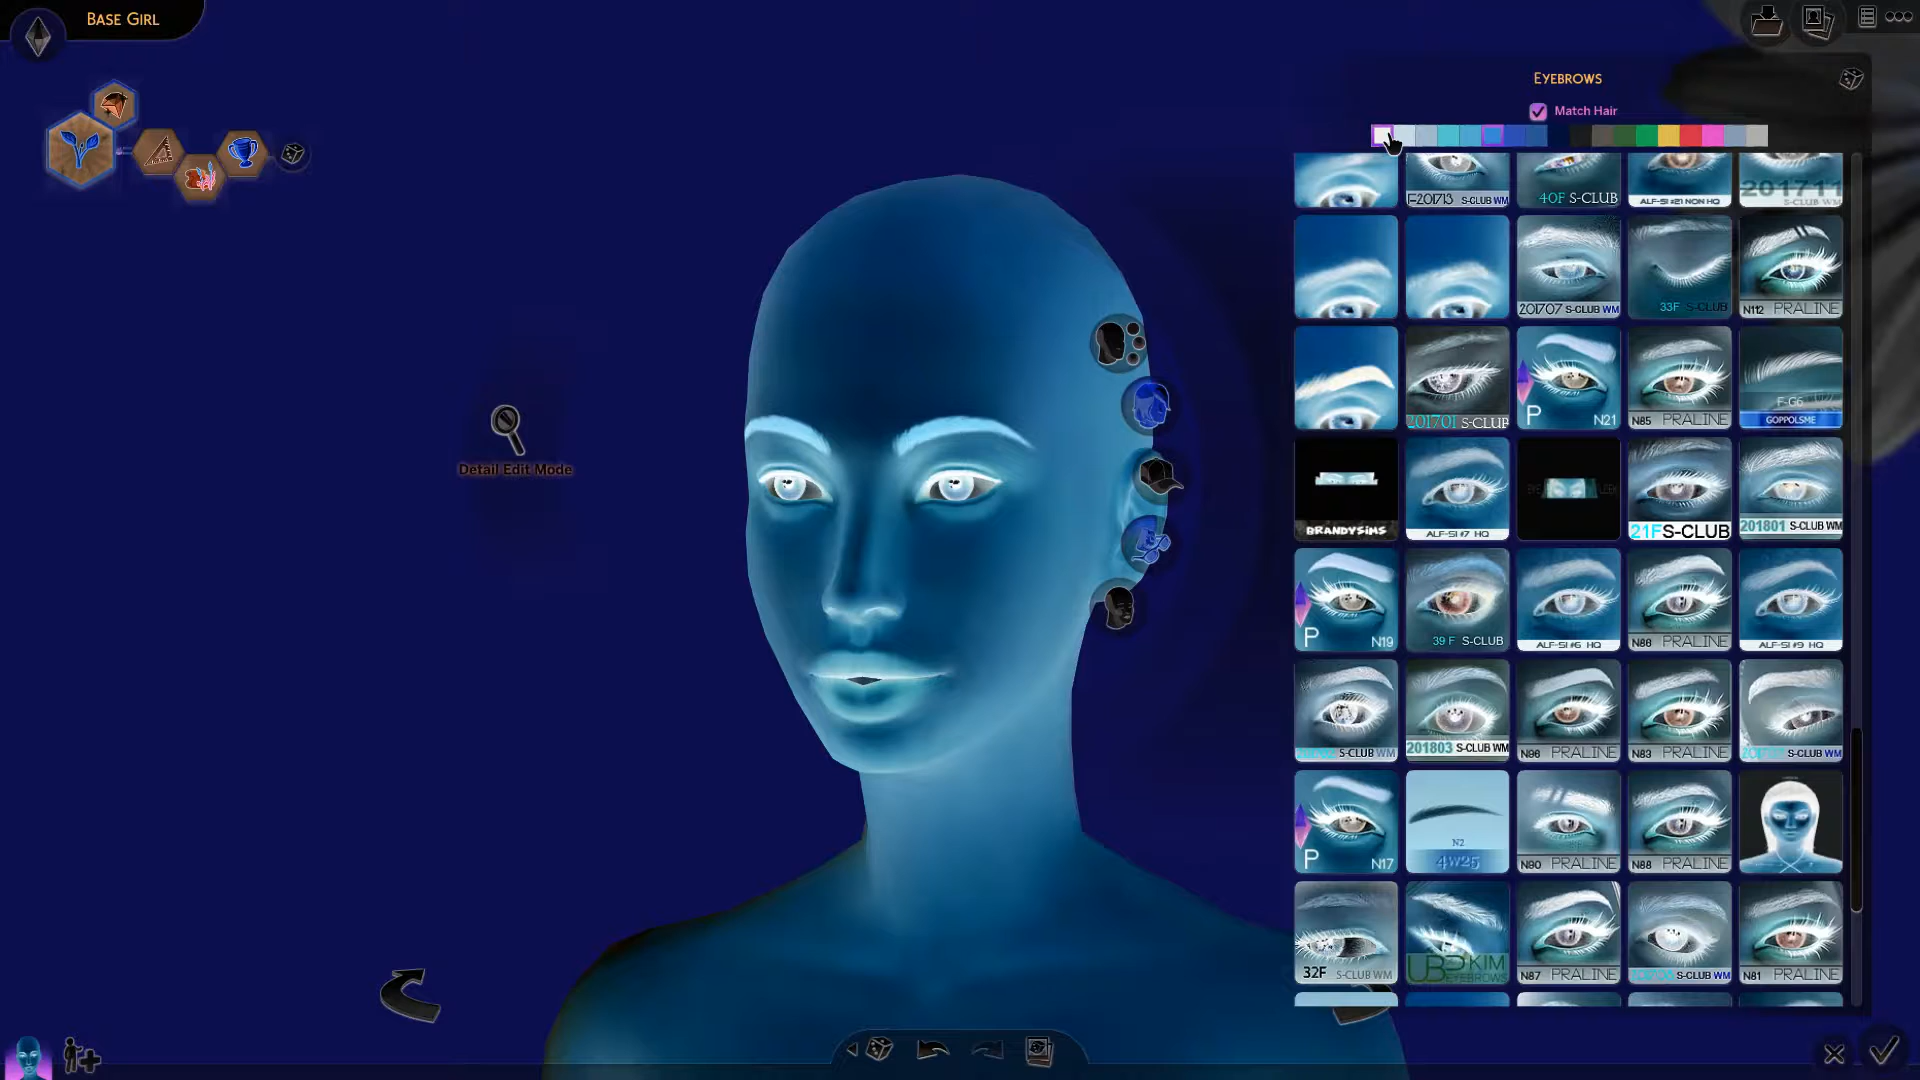 BASE GIRL
EYEBROWS
Match Hair
F201713 S-CLUB WM
40F S-CLUB
ALF-SI #21 NON HQ
201711
S-CLUB WM
201707 S-CLUB WM
33F S-CLUB
N112 PRALINE
201701 S-CLUB
P N21
N85 PRALINE
F-G6
GOPPOLSME
Detail Edit Mode
BRANDYSIMS
ALF-SI #7 HQ
21F S-CLUB
201801 S-CLUB WM
P N19
39 F S-CLUB
ALF-SI #6 HQ
N86 PRALINE
ALF-SI #9 HQ
S-CLUB WM
201803 S-CLUB WM
N96 PRALINE
N83 PRALINE
S-CLUB WM
P N17
N2
4W25
N90 PRALINE
N88 PRALINE
32F S-CLUB WM
KIM
EYEBROWS
N87 PRALINE
S-CLUB WM
N81 PRALINE